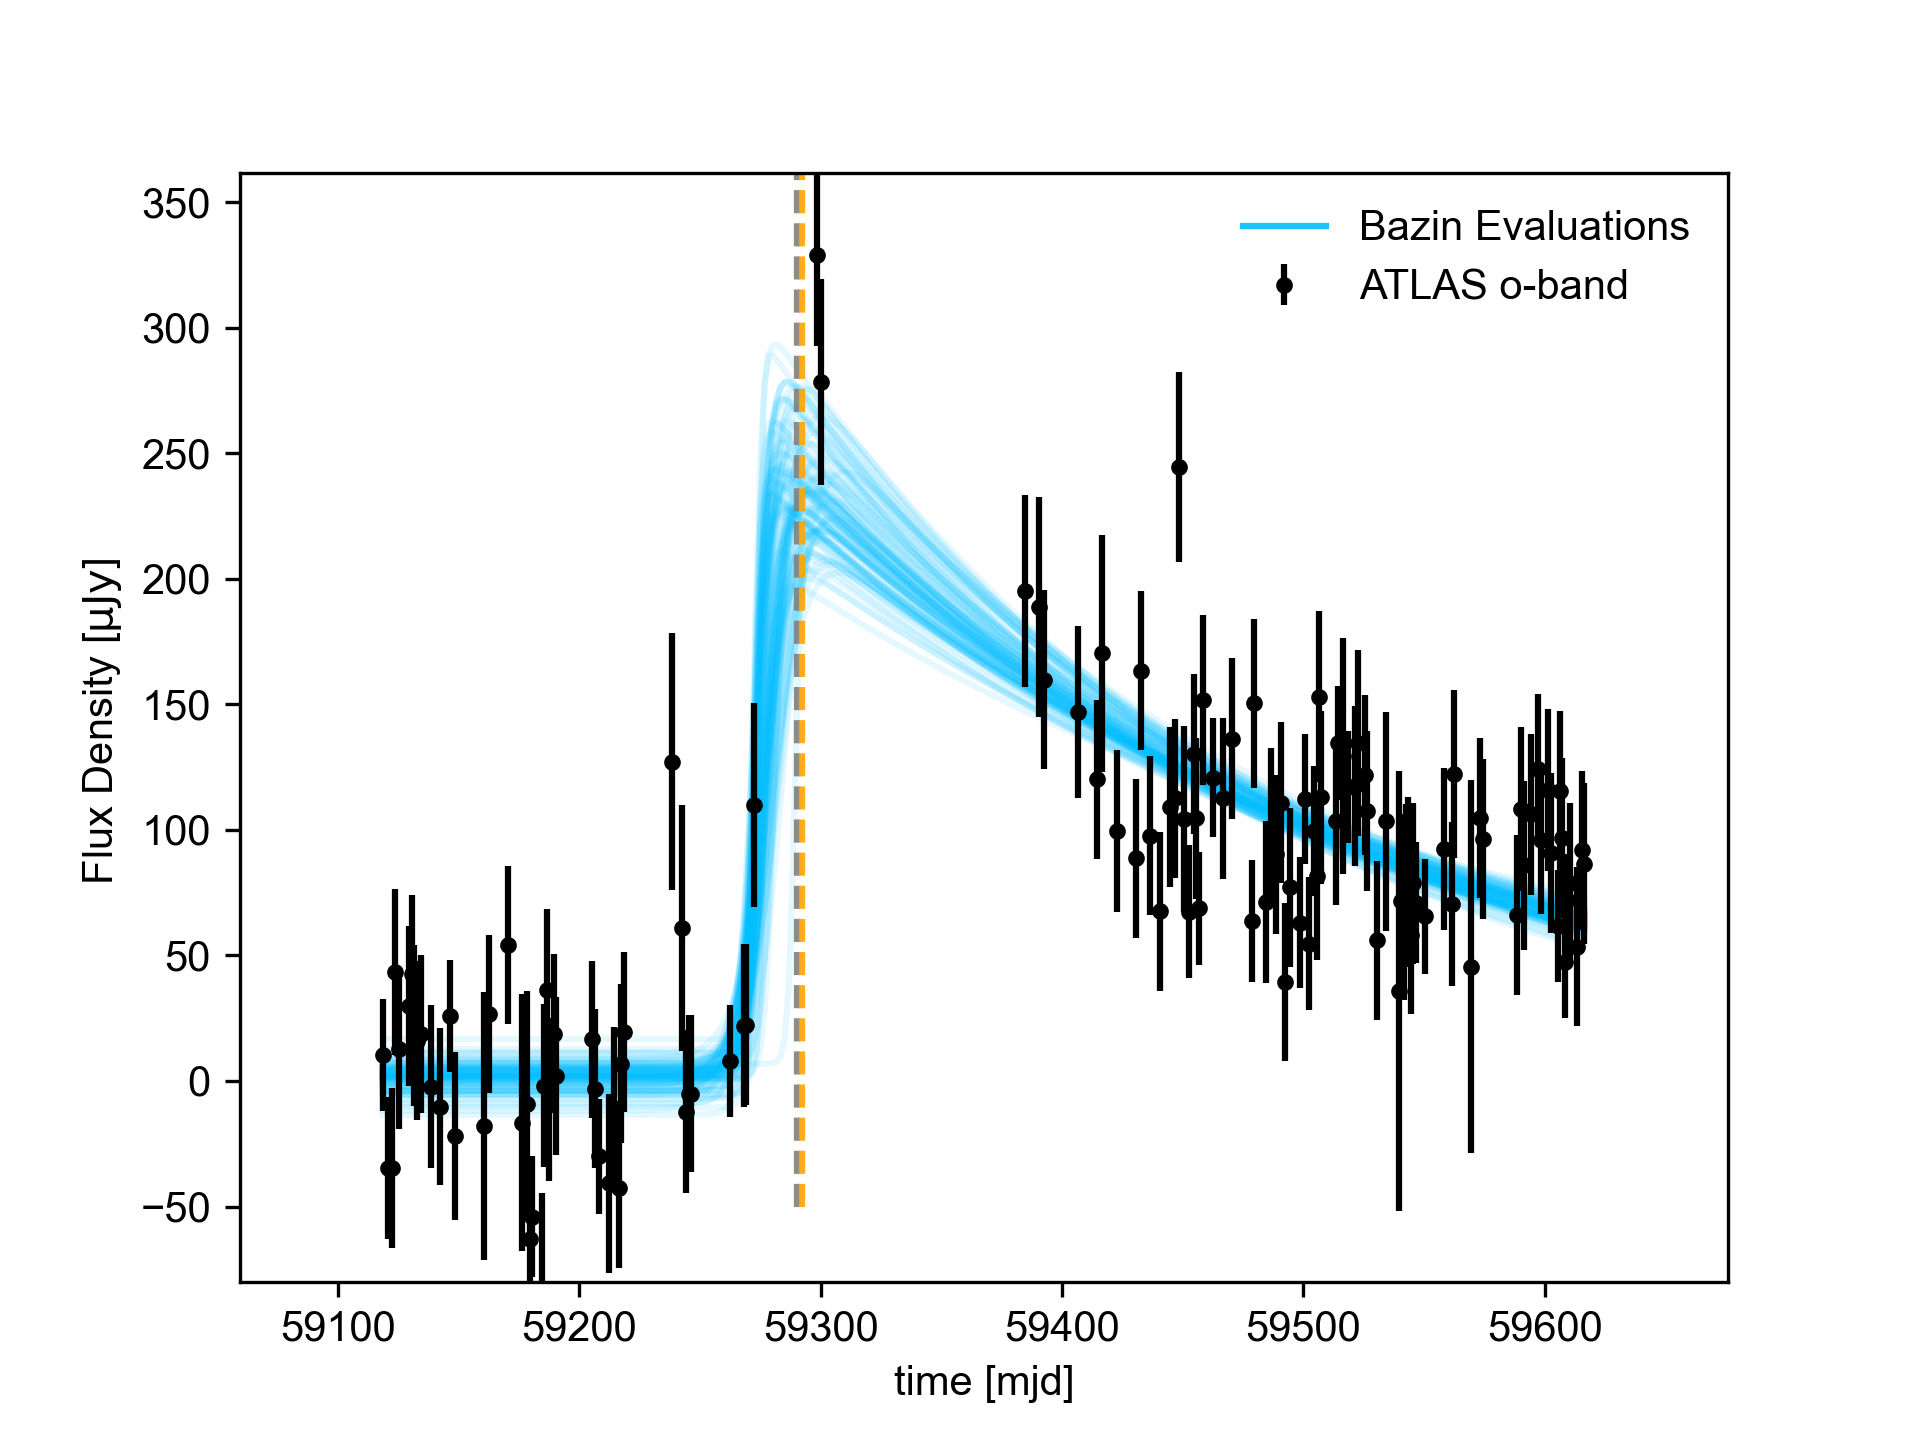 350
300
250
200
150
100
50
0
−50
Flux Density [µJy]
Bazin Evaluations
ATLAS o-band
59100 59200 59300 59400 59500 59600
time [mjd]